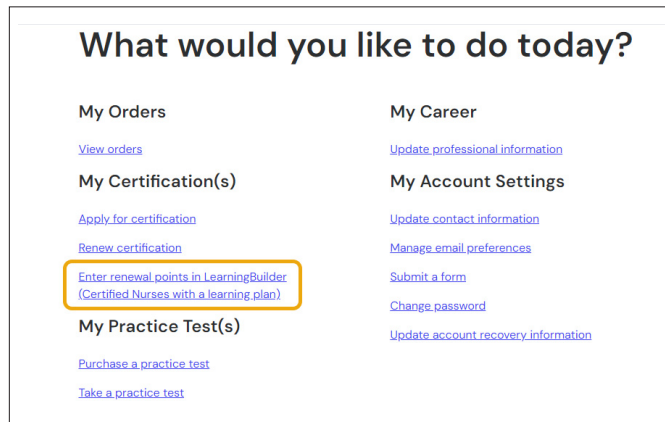 What would you like to do today?
My Orders
View orders
My Certification(s)
Apply for certification
Renew certification
Enter renewal points in LearningBuilder
(Certified Nurses with a learning plan)
My Practice Test(s)
Purchase a practice test
Take a practice test
My Career
Update professional information
My Account Settings
Update contact information
Manage email preferences
Submit a form
Change password
Update account recovery information